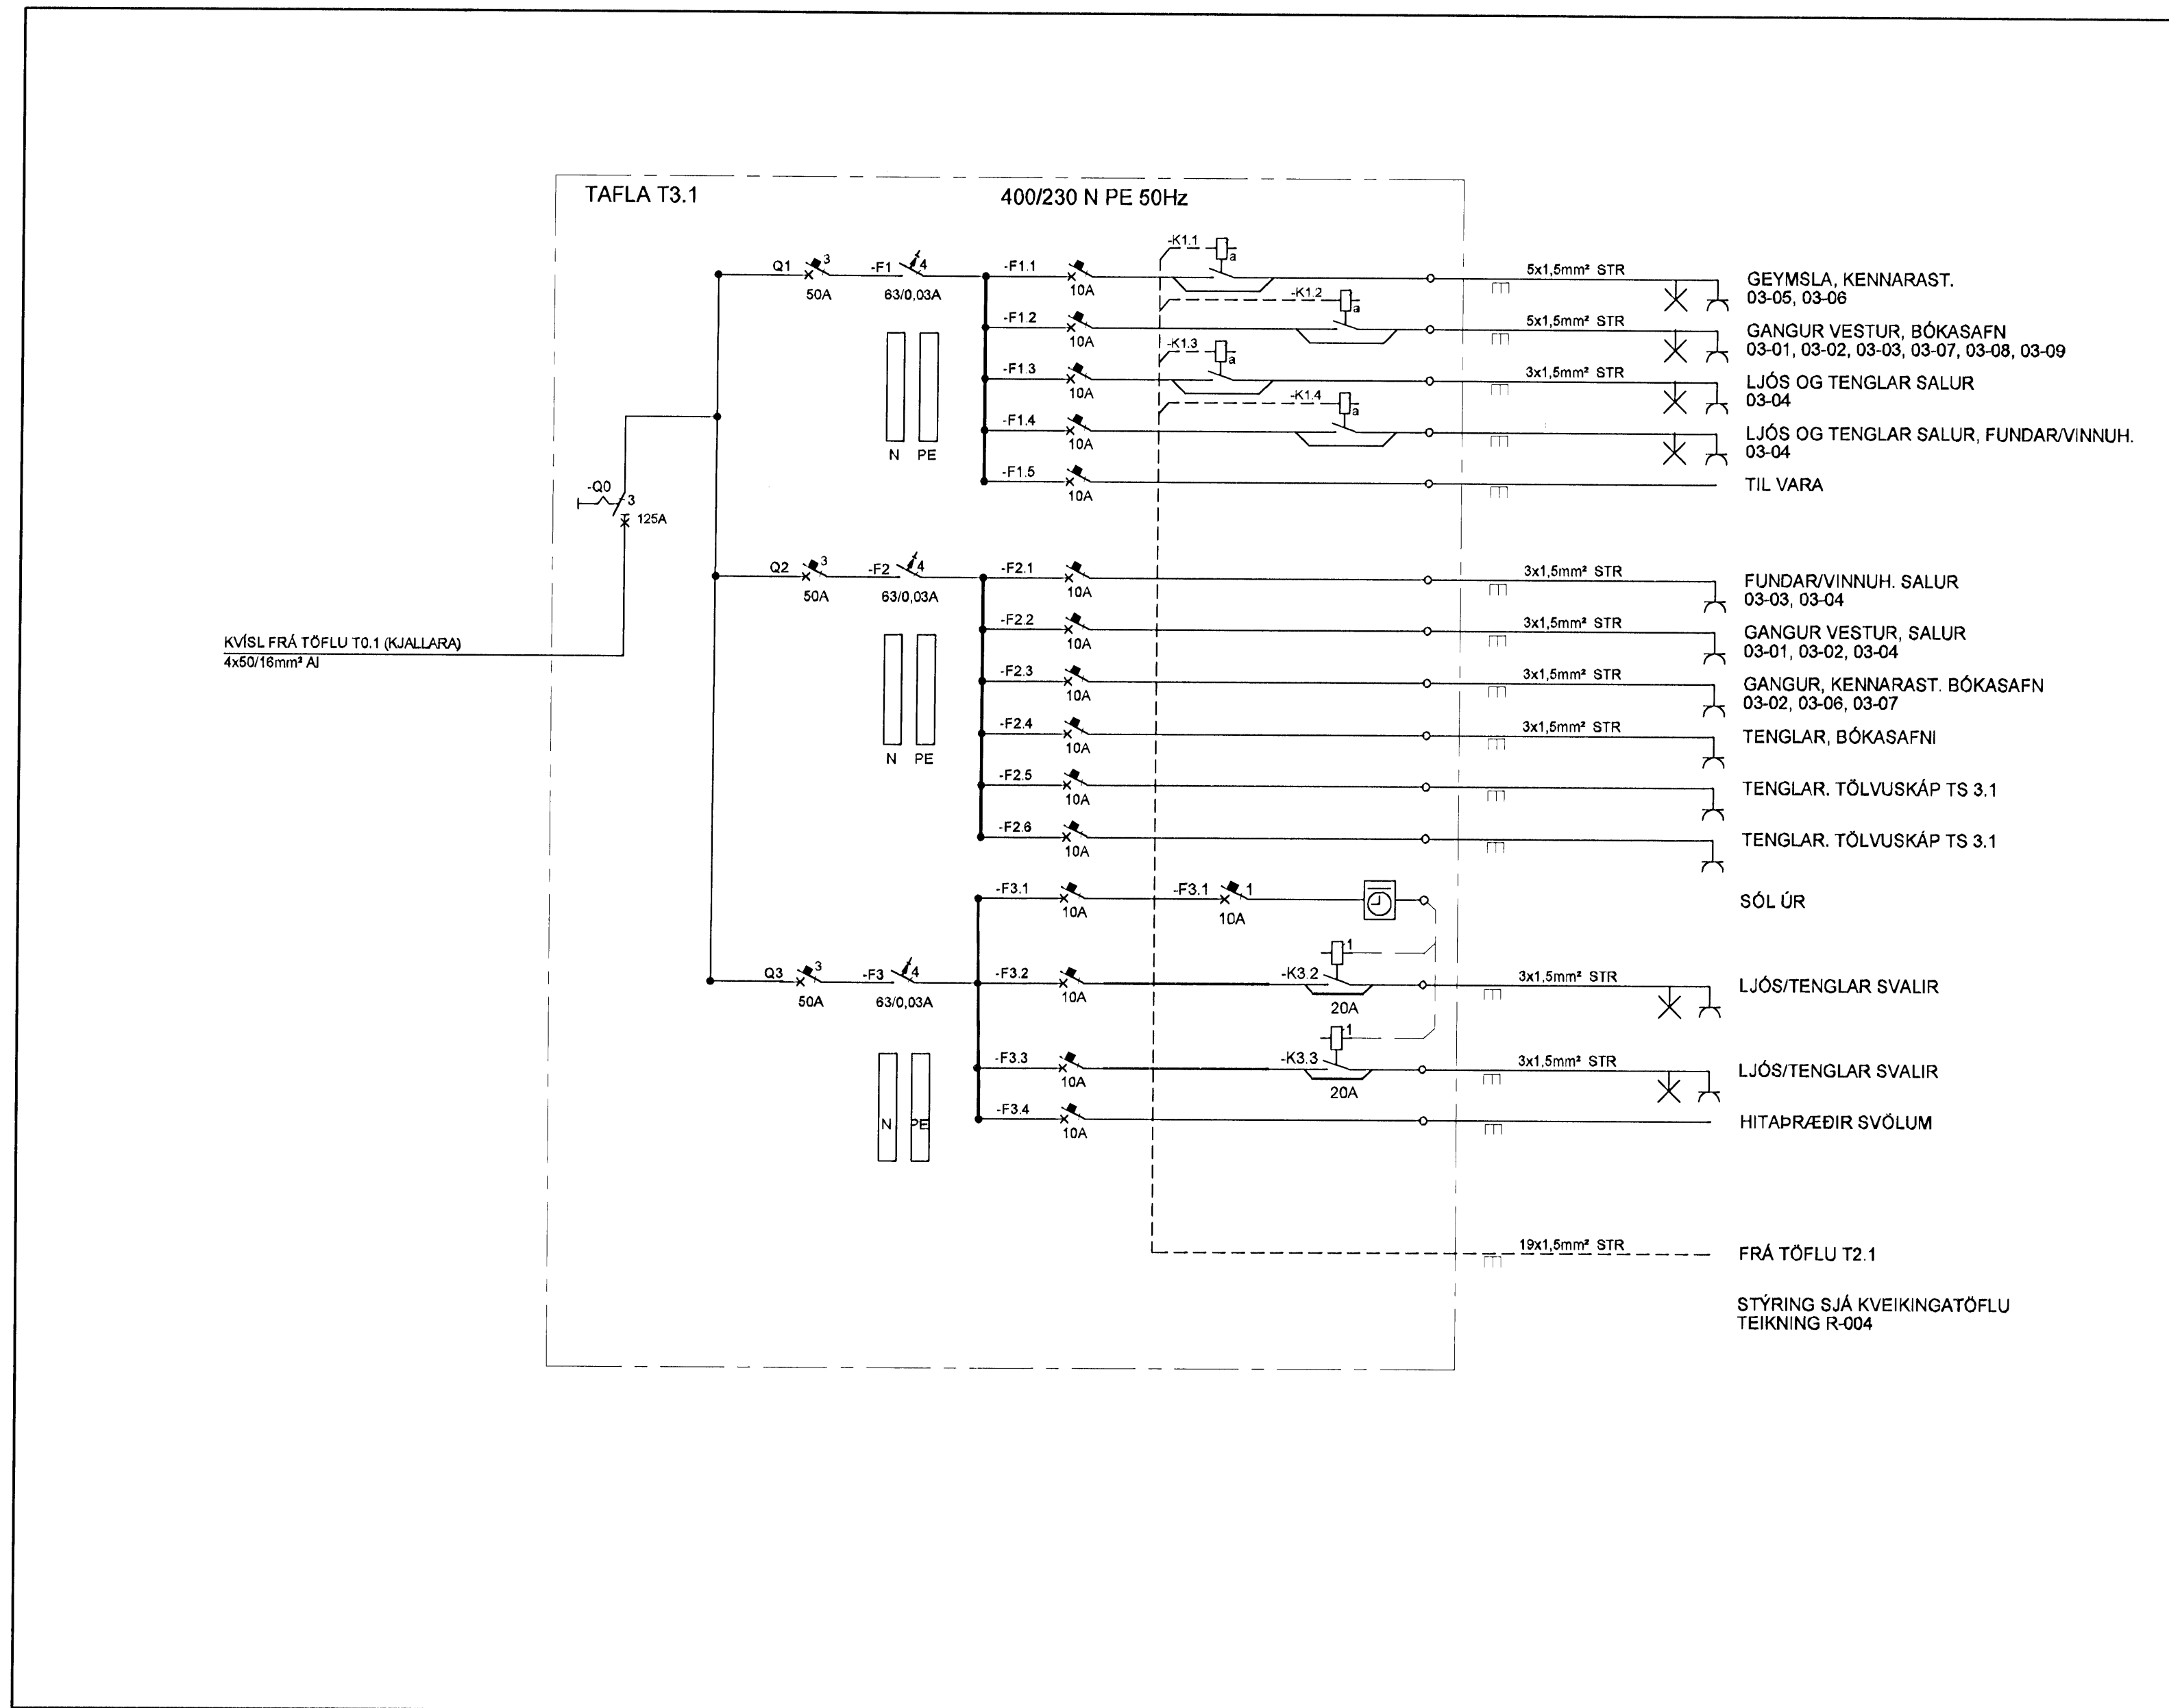 TAFLA T3.1
400/230 N PE 50Hz
-K1.1
a
Q1
3
50A
-F1
4
63/0,03A
-F1.1
10A
5x1,5mm² STR
GEYMSLA, KENNARAST.
03-05, 03-06
-K1.2
a
-F1.2
10A
5x1,5mm² STR
GANGUR VESTUR, BÓKASAFN
03-01, 03-02, 03-03, 03-07, 03-08, 03-09
-K1.3
a
-F1.3
10A
3x1,5mm² STR
LJÓS OG TENGLAR SALUR
03-04
-K1.4
a
-F1.4
10A
LJÓS OG TENGLAR SALUR, FUNDAR/VINNUH.
03-04
N
PE
-F1.5
10A
TIL VARA
-Q0
3
125A
Q2
3
50A
-F2
4
63/0,03A
-F2.1
10A
3x1,5mm² STR
FUNDAR/VINNUH. SALUR
03-03, 03-04
KVÍSL FRÁ TÖFLU T0.1 (KJALLARA)
4x50/16mm² Al
-F2.2
10A
3x1,5mm² STR
GANGUR VESTUR, SALUR
03-01, 03-02, 03-04
-F2.3
10A
3x1,5mm² STR
GANGUR, KENNARAST. BÓKASAFN
03-02, 03-06, 03-07
-F2.4
10A
3x1,5mm² STR
TENGLAR, BÓKASAFNI
N
PE
-F2.5
10A
TENGLAR. TÖLVUSKÁP TS 3.1
-F2.6
10A
TENGLAR. TÖLVUSKÁP TS 3.1
-F3.1
10A
-F3.1
1
10A
SÓL ÚR
Q3
3
50A
-F3
4
63/0,03A
-F3.2
10A
1
-K3.2
20A
3x1,5mm² STR
LJÓS/TENGLAR SVALIR
-F3.3
10A
1
-K3.3
20A
3x1,5mm² STR
LJÓS/TENGLAR SVALIR
N
PE
-F3.4
10A
HITAÞRÆÐIR SVÖLUM
19x1,5mm² STR
FRÁ TÖFLU T2.1
STÝRING SJÁ KVEIKINGATÖFLU
TEIKNING R-004